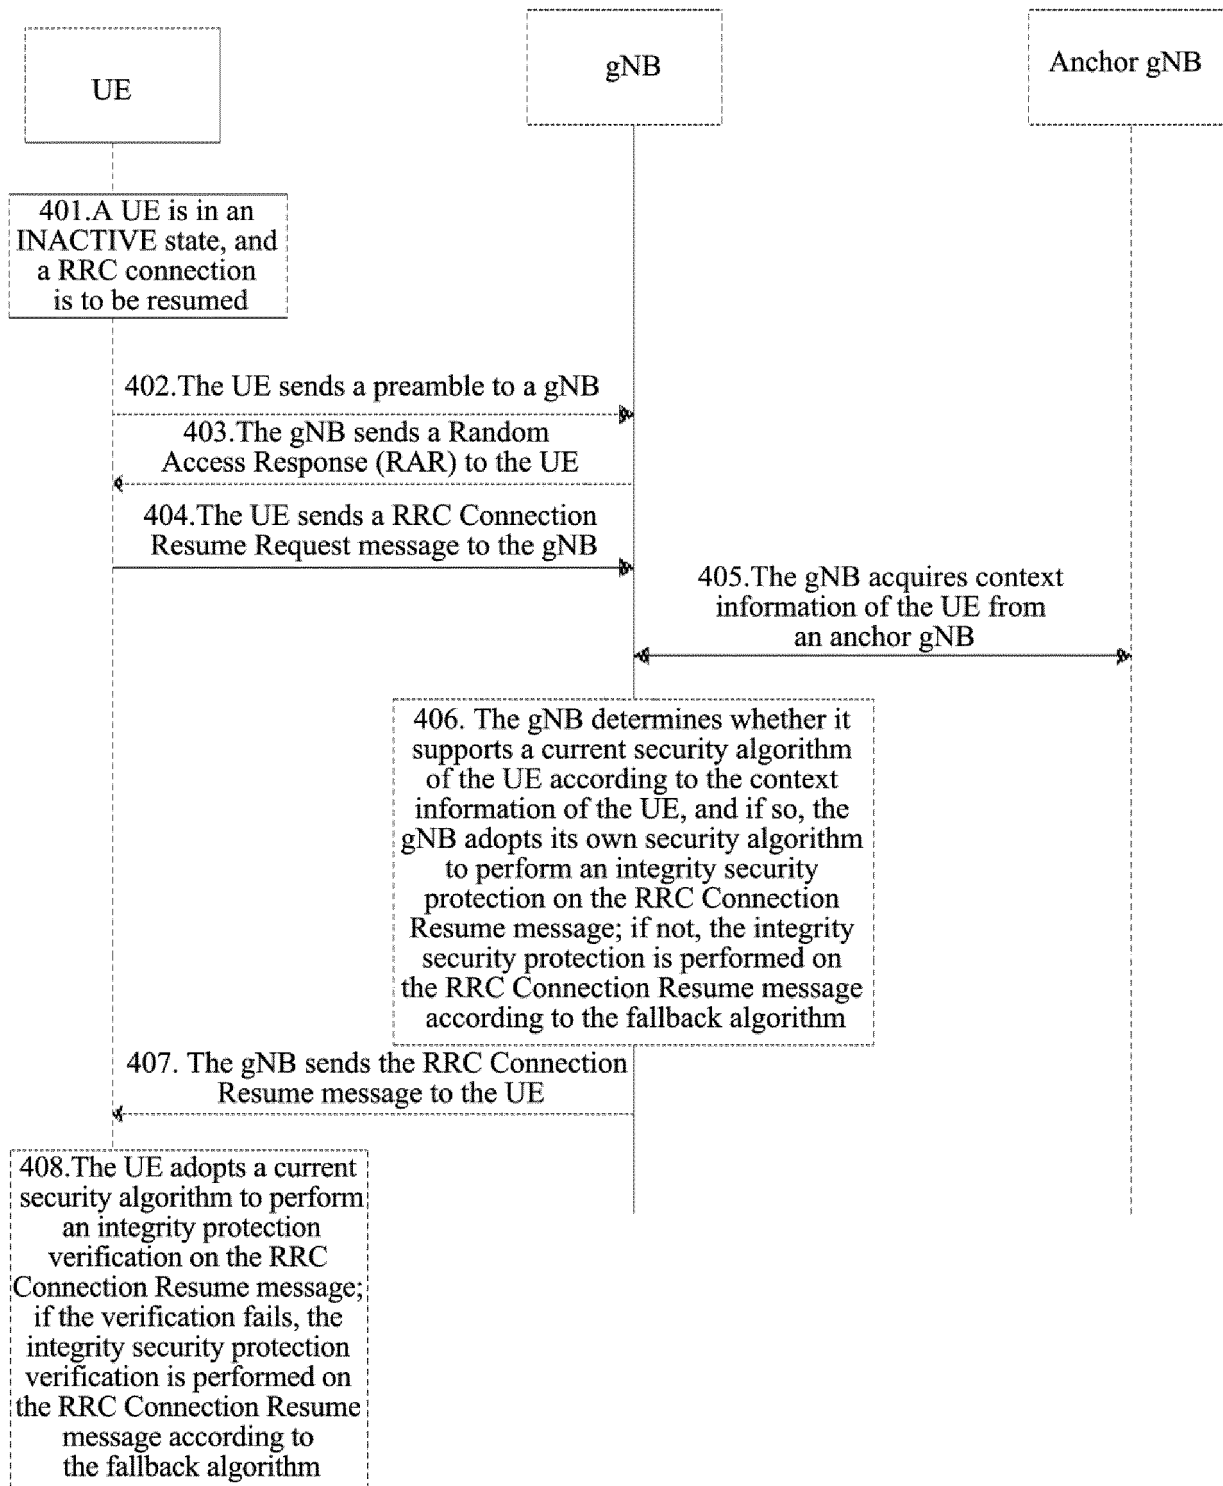 UE
gNB
Anchor gNB
401.A UE is in an
INACTIVE state, and
a RRC connection
is to be resumed
402.The UE sends a preamble to a gNB
403.The gNB sends a Random
Access Response (RAR) to the UE
404.The UE sends a RRC Connection
Resume Request message to the gNB
405.The gNB acquires context
information of the UE from
an anchor gNB
406. The gNB determines whether it
supports a current security algorithm
of the UE according to the context
information of the UE, and if so, the
gNB adopts its own security algorithm
to perform an integrity security
protection on the RRC Connection
Resume message; if not, the integrity
security protection is performed on
the RRC Connection Resume message
according to the fallback algorithm
407. The gNB sends the RRC Connection
Resume message to the UE
408.The UE adopts a current
security algorithm to perform
an integrity protection
verification on the RRC
Connection Resume message;
if the verification fails, the
integrity security protection
verification is performed on
the RRC Connection Resume
message according to
the fallback algorithm